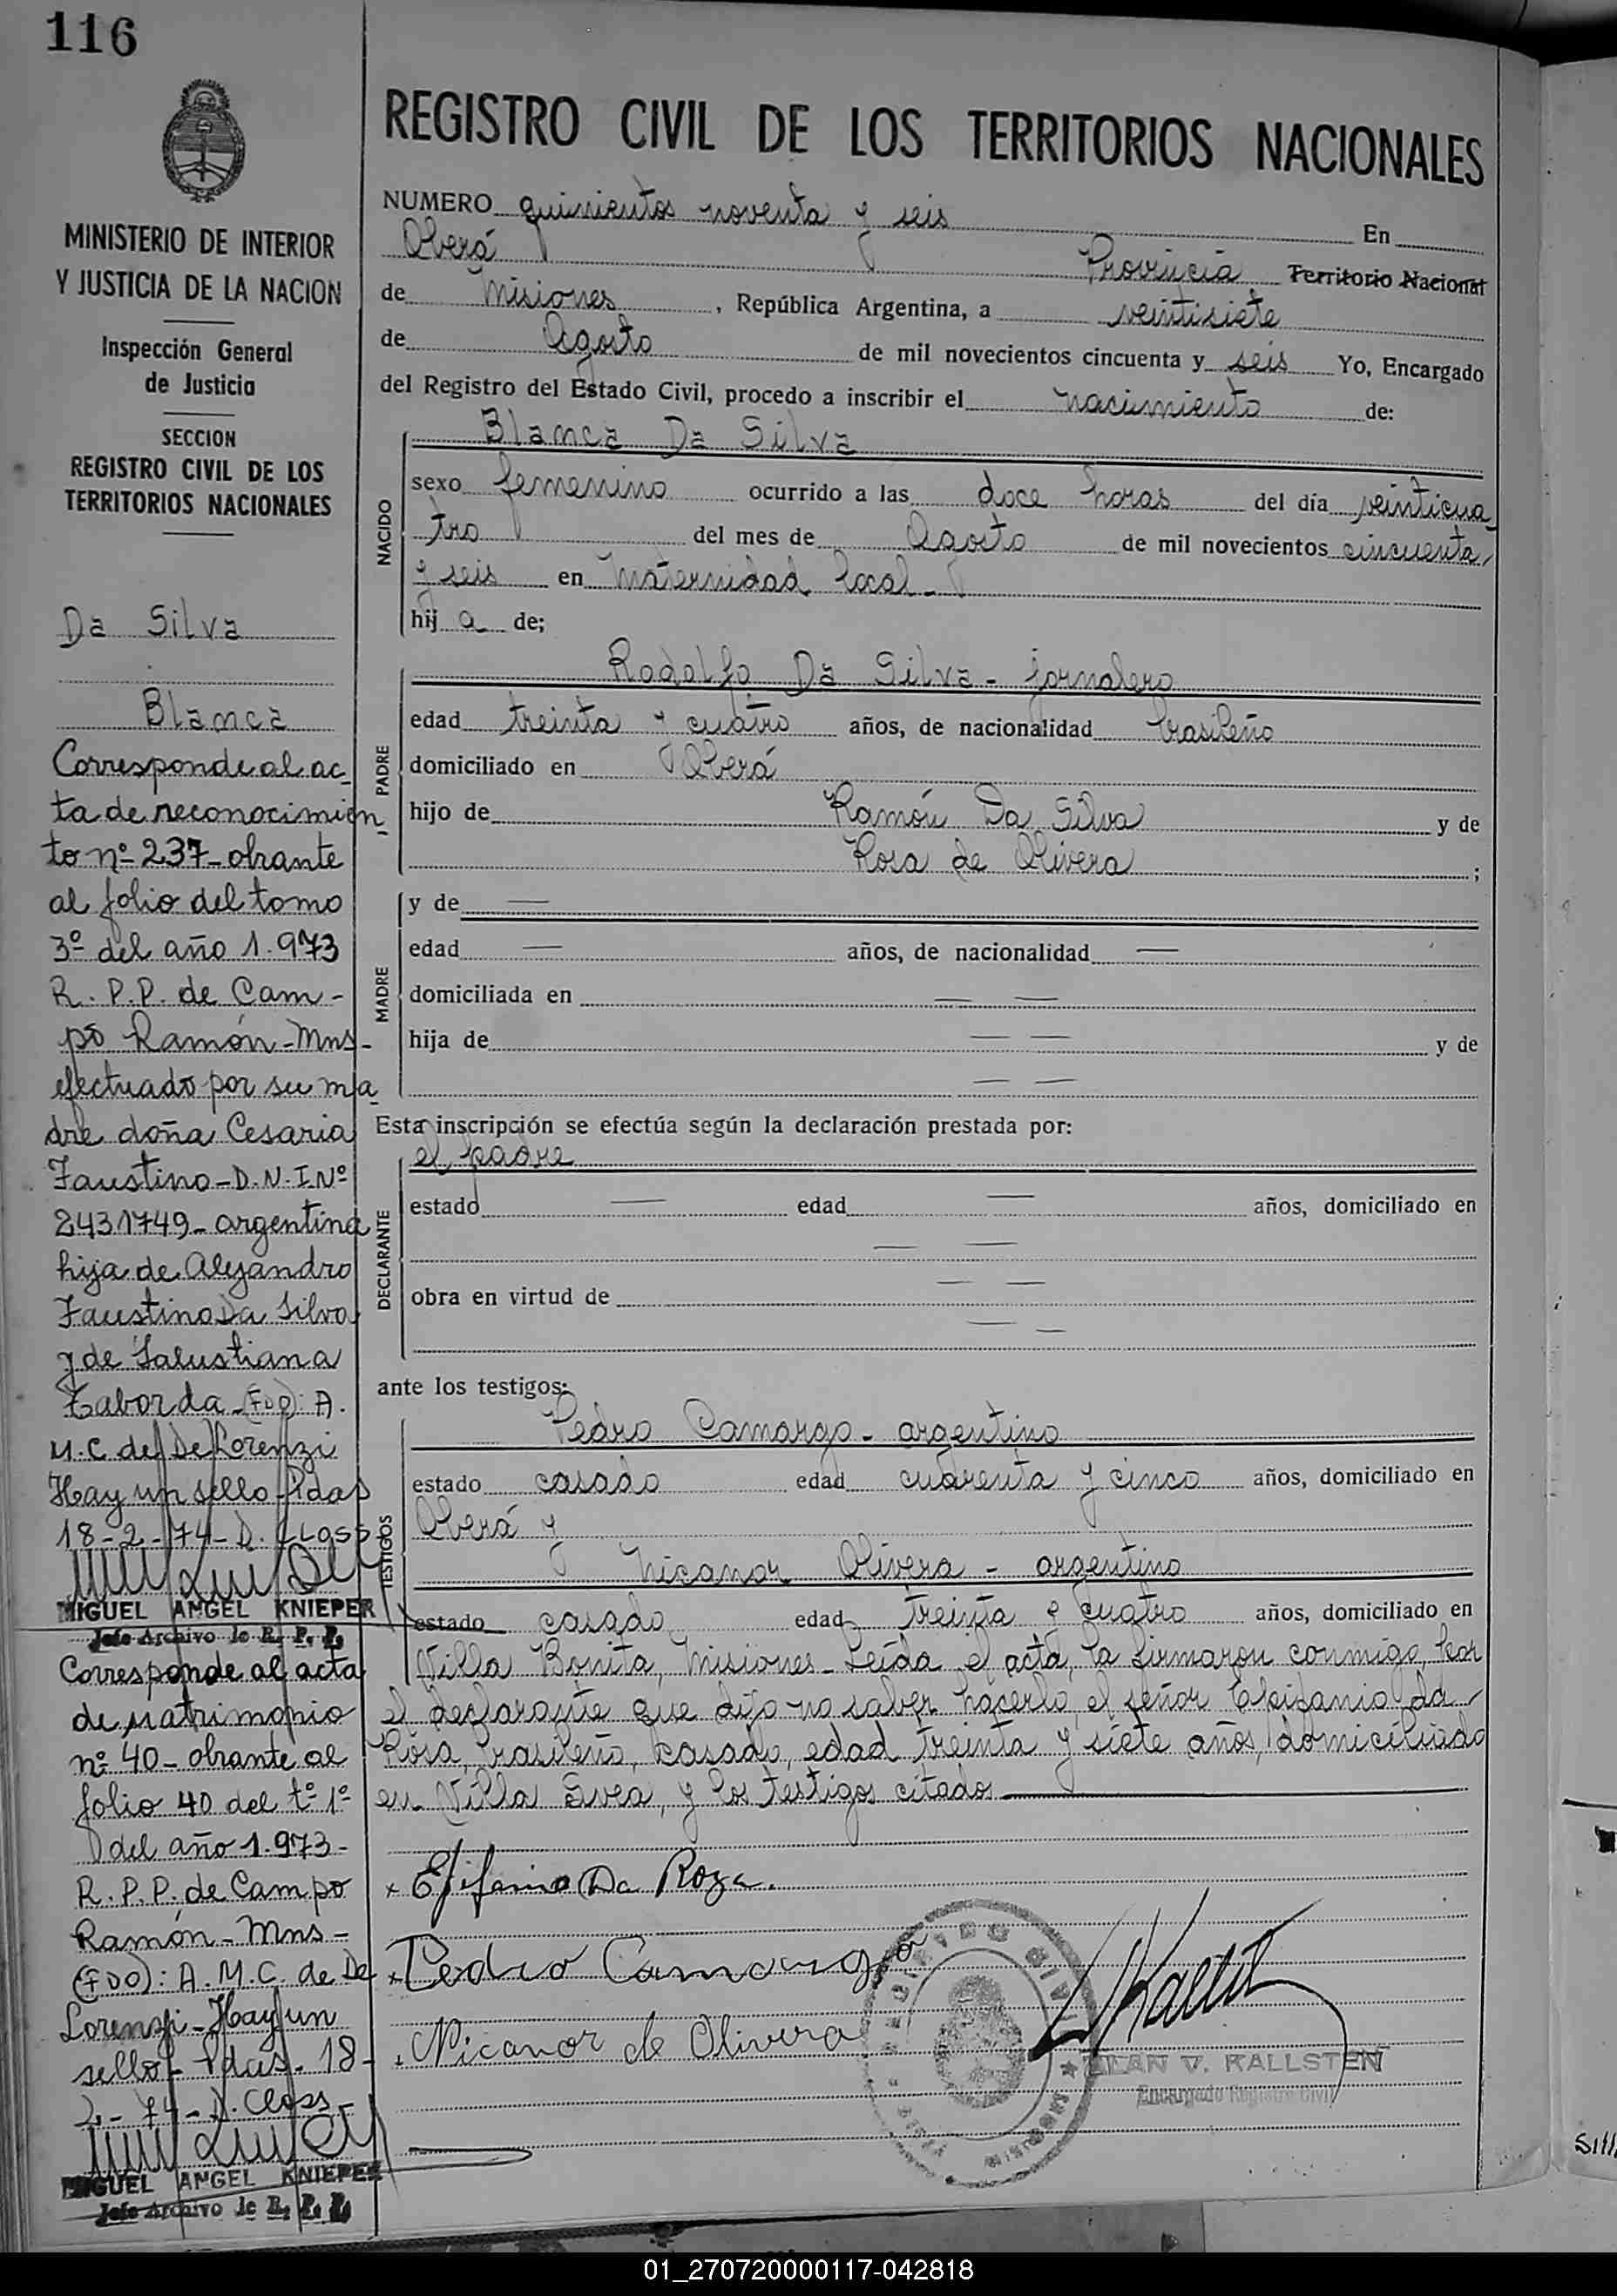 116
MINISTERIO DE INTERIOR
Y JUSTICIA DE LA NACION
Inspección General
de Justicia
SECCION
REGISTRO CIVIL DE LOS
TERRITORIOS NACIONALES
Da Silva
Blanca
Corresponde al ac-
ta de reconocimien-
to nº 237 - obrante
al folio del tomo
3º del año 1.973
R.P.P. de Cam-
po Ramón - Mns -
efectuado por su ma-
dre doña Cesaria
Faustino - D.N.I. Nº
2431749 - argentina
hija de Alejandro
Faustino Da Silva
y de Salustiana
Taborda - (FDO): A.
M.C. de De Lorenzi
Hay un sello - Pdas
18-2-74 - D. Closs
MIGUEL ANGEL KNIEPER
Jefe Archivo de R. P. P.
Corresponde al acta
de matrimonio
nº 40 - obrante al
folio 40 del tº 1º
del año 1.973 -
R.P.P. de Campo
Ramón - Mns -
(FDO): A.M.C. de De
Lorenzi - Hay un
sello - Pdas. 18-
2-74 - D. Closs -
MIGUEL ANGEL KNIEPER
Jefe Archivo de R. P. P.
REGISTRO CIVIL DE LOS TERRITORIOS NACIONALES
NUMERO quinientos noventa y seis En
Oberá Provincia Territorio Nacional
de Misiones, República Argentina, a veintisiete
de Agosto de mil novecientos cincuenta y seis Yo, Encargado
del Registro del Estado Civil, procedo a inscribir el nacimiento de:
NACIDO
Blanca Da Silva
sexo femenino ocurrido a las doce horas del día veinticua-
tro del mes de Agosto de mil novecientos cincuenta
y seis en Maternidad local -
hij a de;
PADRE
Rodolfo Da Silva - jornalero
edad treinta y cuatro años, de nacionalidad brasileño
domiciliado en Oberá
hijo de Ramón Da Silva y de
Rosa de Olivera ;
MADRE
y de —
edad — años, de nacionalidad —
domiciliada en — —
hija de — — y de
— —
Esta inscripción se efectúa según la declaración prestada por:
DECLARANTE
el padre
estado — edad — años, domiciliado en
— —
obra en virtud de — —
— —
ante los testigos:
TESTIGOS
Pedro Camargo - argentino
estado casado edad cuarenta y cinco años, domiciliado en
Oberá y
Nicanor Olivera - argentino
estado casado edad treinta y cuatro años, domiciliado en
Villa Bonita, Misiones - Leída el acta, la firmaron conmigo, por
el declarante que dijo no saber hacerlo, el señor Epifanio da
Rosa, brasileño, casado, edad treinta y siete años, domiciliado
en Villa Svea, y los testigos citados
x Epifanio Da Roza.
x Pedro Camargo
Nicanor de Olivera
REGISTRO CIVIL
MISIONES
ALAN V. KALLSTEN
Encargado Registro Civil
01_270720000117-042818